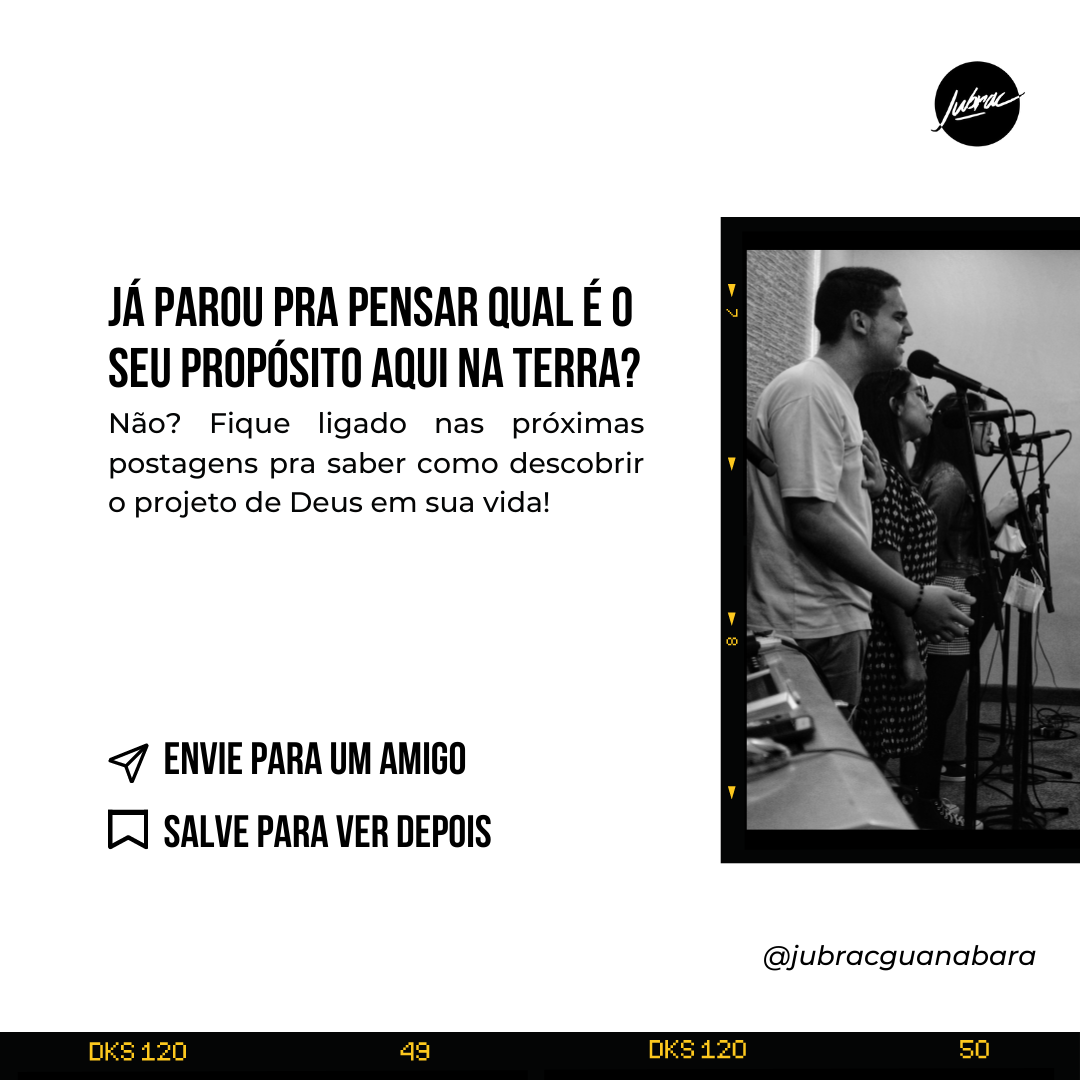 Jubrac
JÁ PAROU PRA PENSAR QUAL É O
SEU PROPÓSITO AQUI NA TERRA?
Não? Fique ligado nas próximas
postagens pra saber como descobrir
o projeto de Deus em sua vida!
7
8
ENVIE PARA UM AMIGO
SALVE PARA VER DEPOIS
@jubracguanabara
DKS 120 49 DKS 120 50